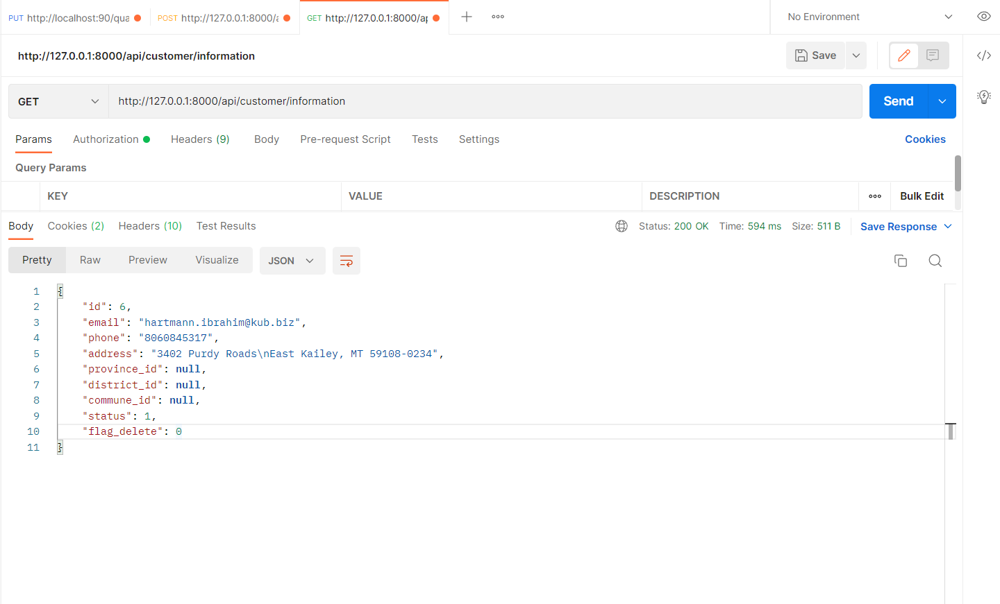 PUT http://localhost:90/qua
POST http://127.0.0.1:8000/a
GET http://127.0.0.1:8000/ap
No Environment
http://127.0.0.1:8000/api/customer/information
Save
GET http://127.0.0.1:8000/api/customer/information
Send
Params Authorization Headers (9) Body Pre-request Script Tests Settings Cookies
Query Params
KEY VALUE DESCRIPTION Bulk Edit
Body Cookies (2) Headers (10) Test Results Status: 200 OK Time: 594 ms Size: 511 B Save Response
Pretty Raw Preview Visualize JSON
1 {
2 "id": 6,
3 "email": "hartmann.ibrahim@kub.biz",
4 "phone": "8060845317",
5 "address": "3402 Purdy Roads\nEast Kailey, MT 59108-0234",
6 "province_id": null,
7 "district_id": null,
8 "commune_id": null,
9 "status": 1,
10 "flag_delete": 0
11 }